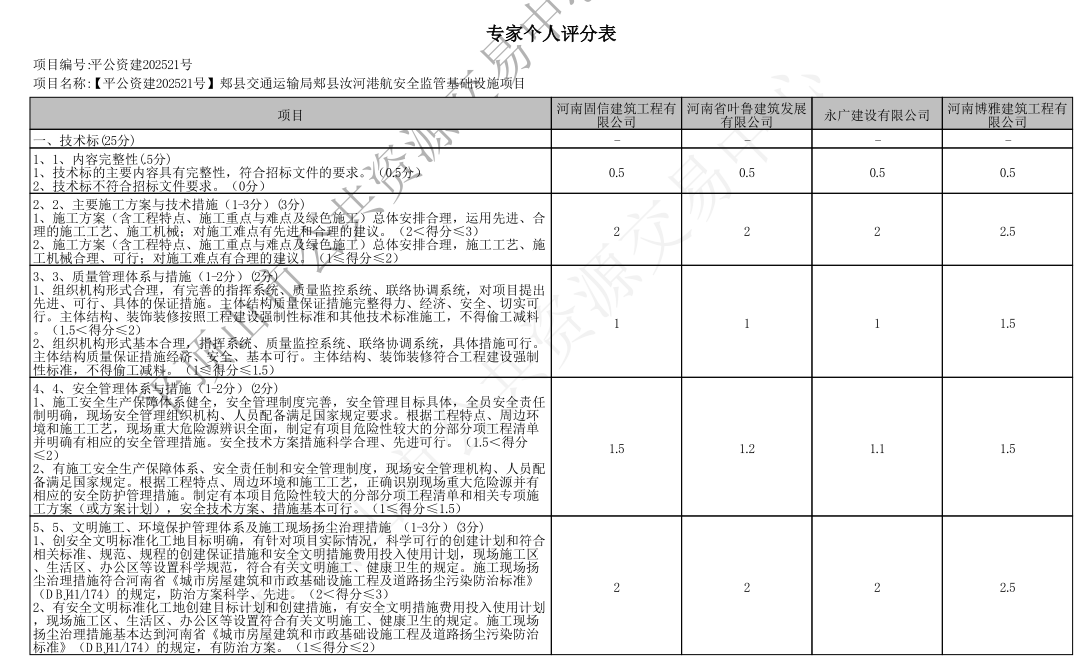 专家个人评分表
项目编号:平公资建202521号
项目名称:【平公资建202521号】郏县交通运输局郏县汝河港航安全监管基础设施项目
项目
河南固信建筑工程有限公司
河南省叶鲁建筑发展有限公司
永广建设有限公司
河南博雅建筑工程有限公司
一、技术标(25分)
-
-
-
-
1、1、内容完整性(.5分)
1、技术标的主要内容具有完整性，符合招标文件的要求。（0.5分）
2、技术标不符合招标文件要求。（0分）
0.5
0.5
0.5
0.5
2、2、主要施工方案与技术措施（1-3分）(3分)
1、施工方案（含工程特点、施工重点与难点及绿色施工）总体安排合理，运用先进、合
理的施工工艺、施工机械；对施工难点有先进和合理的建议。（2＜得分≤3）
2、施工方案（含工程特点、施工重点与难点及绿色施工）总体安排合理，施工工艺、施
工机械合理、可行；对施工难点有合理的建议。（1≤得分≤2）
2
2
2
2.5
3、3、质量管理体系与措施（1-2分）(2分)
1、组织机构形式合理，有完善的指挥系统、质量监控系统、联络协调系统，对项目提出
先进、可行、具体的保证措施。主体结构质量保证措施完整得力、经济、安全、切实可
行。主体结构、装饰装修按照工程建设强制性标准和其他技术标准施工，不得偷工减料
。（1.5＜得分≤2）
2、组织机构形式基本合理，指挥系统、质量监控系统、联络协调系统，具体措施可行。
主体结构质量保证措施经济、安全、基本可行。主体结构、装饰装修符合工程建设强制
性标准，不得偷工减料。（1≤得分≤1.5）
1
1
1
1.5
4、4、安全管理体系与措施（1-2分）(2分)
1、施工安全生产保障体系健全，安全管理制度完善，安全管理目标具体，全员安全责任
制明确，现场安全管理组织机构、人员配备满足国家规定要求。根据工程特点、周边环
境和施工工艺，现场重大危险源辨识全面，制定有项目危险性较大的分部分项工程清单
并明确有相应的安全管理措施。安全技术方案措施科学合理、先进可行。（1.5＜得分
≤2）
2、有施工安全生产保障体系、安全责任制和安全管理制度，现场安全管理机构、人员配
备满足国家规定。根据工程特点、周边环境和施工工艺，正确识别现场重大危险源并有
相应的安全防护管理措施。制定有本项目危险性较大的分部分项工程清单和相关专项施
工方案（或方案计划），安全技术方案、措施基本可行。（1≤得分≤1.5）
1.5
1.2
1.1
1.5
5、5、文明施工、环境保护管理体系及施工现场扬尘治理措施 （1-3分）(3分)
1、创安全文明标准化工地目标明确，有针对项目实际情况，科学可行的创建计划和符合
相关标准、规范、规程的创建保证措施和安全文明措施费用投入使用计划，现场施工区
、生活区、办公区等设置科学规范，符合有关文明施工、健康卫生的规定。施工现场扬
尘治理措施符合河南省《城市房屋建筑和市政基础设施工程及道路扬尘污染防治标准》
（DBJ41/174）的规定，防治方案科学、先进。（2＜得分≤3）
2、有安全文明标准化工地创建目标计划和创建措施，有安全文明措施费用投入使用计划
，现场施工区、生活区、办公区等设置符合有关文明施工、健康卫生的规定。施工现场
扬尘治理措施基本达到河南省《城市房屋建筑和市政基础设施工程及道路扬尘污染防治
标准》（DBJ41/174）的规定，有防治方案。（1≤得分≤2）
2
2
2
2.5
平顶山市公共资源交易中心